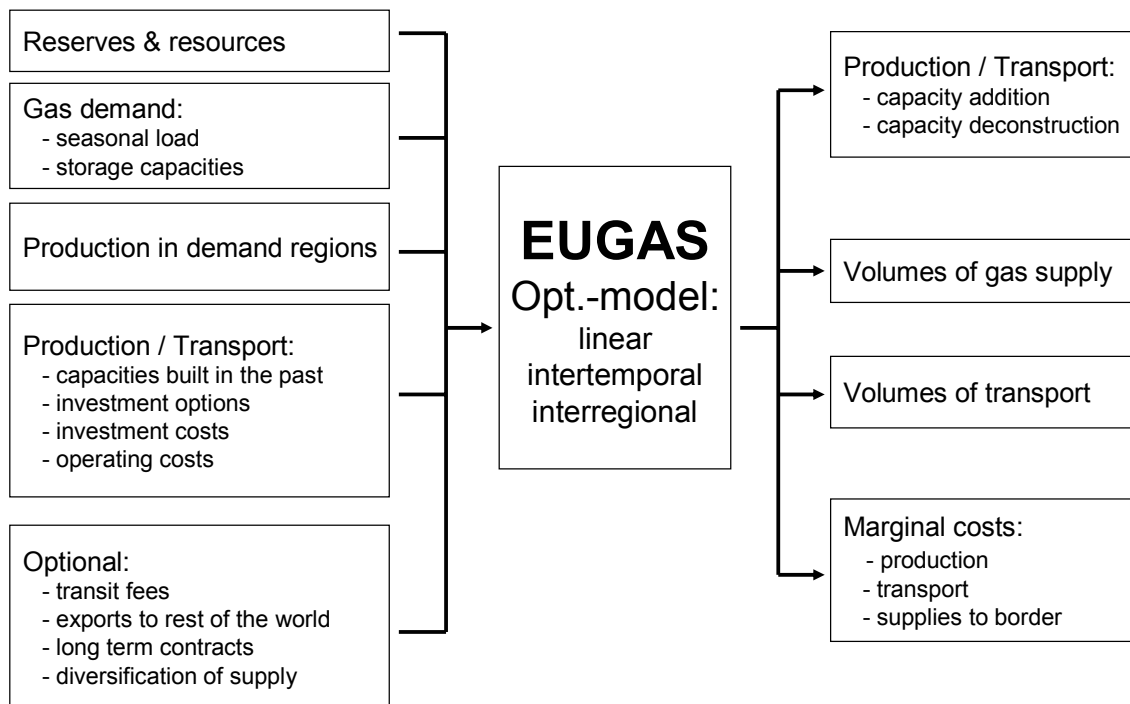 Reserves & resources
Gas demand:
- seasonal load
- storage capacities
Production in demand regions
Production / Transport:
- capacities built in the past
- investment options
- investment costs
- operating costs
Optional:
- transit fees
- exports to rest of the world
- long term contracts
- diversification of supply
EUGAS
Opt.-model:
linear
intertemporal
interregional
Production / Transport:
- capacity addition
- capacity deconstruction
Volumes of gas supply
Volumes of transport
Marginal costs:
- production
- transport
- supplies to border